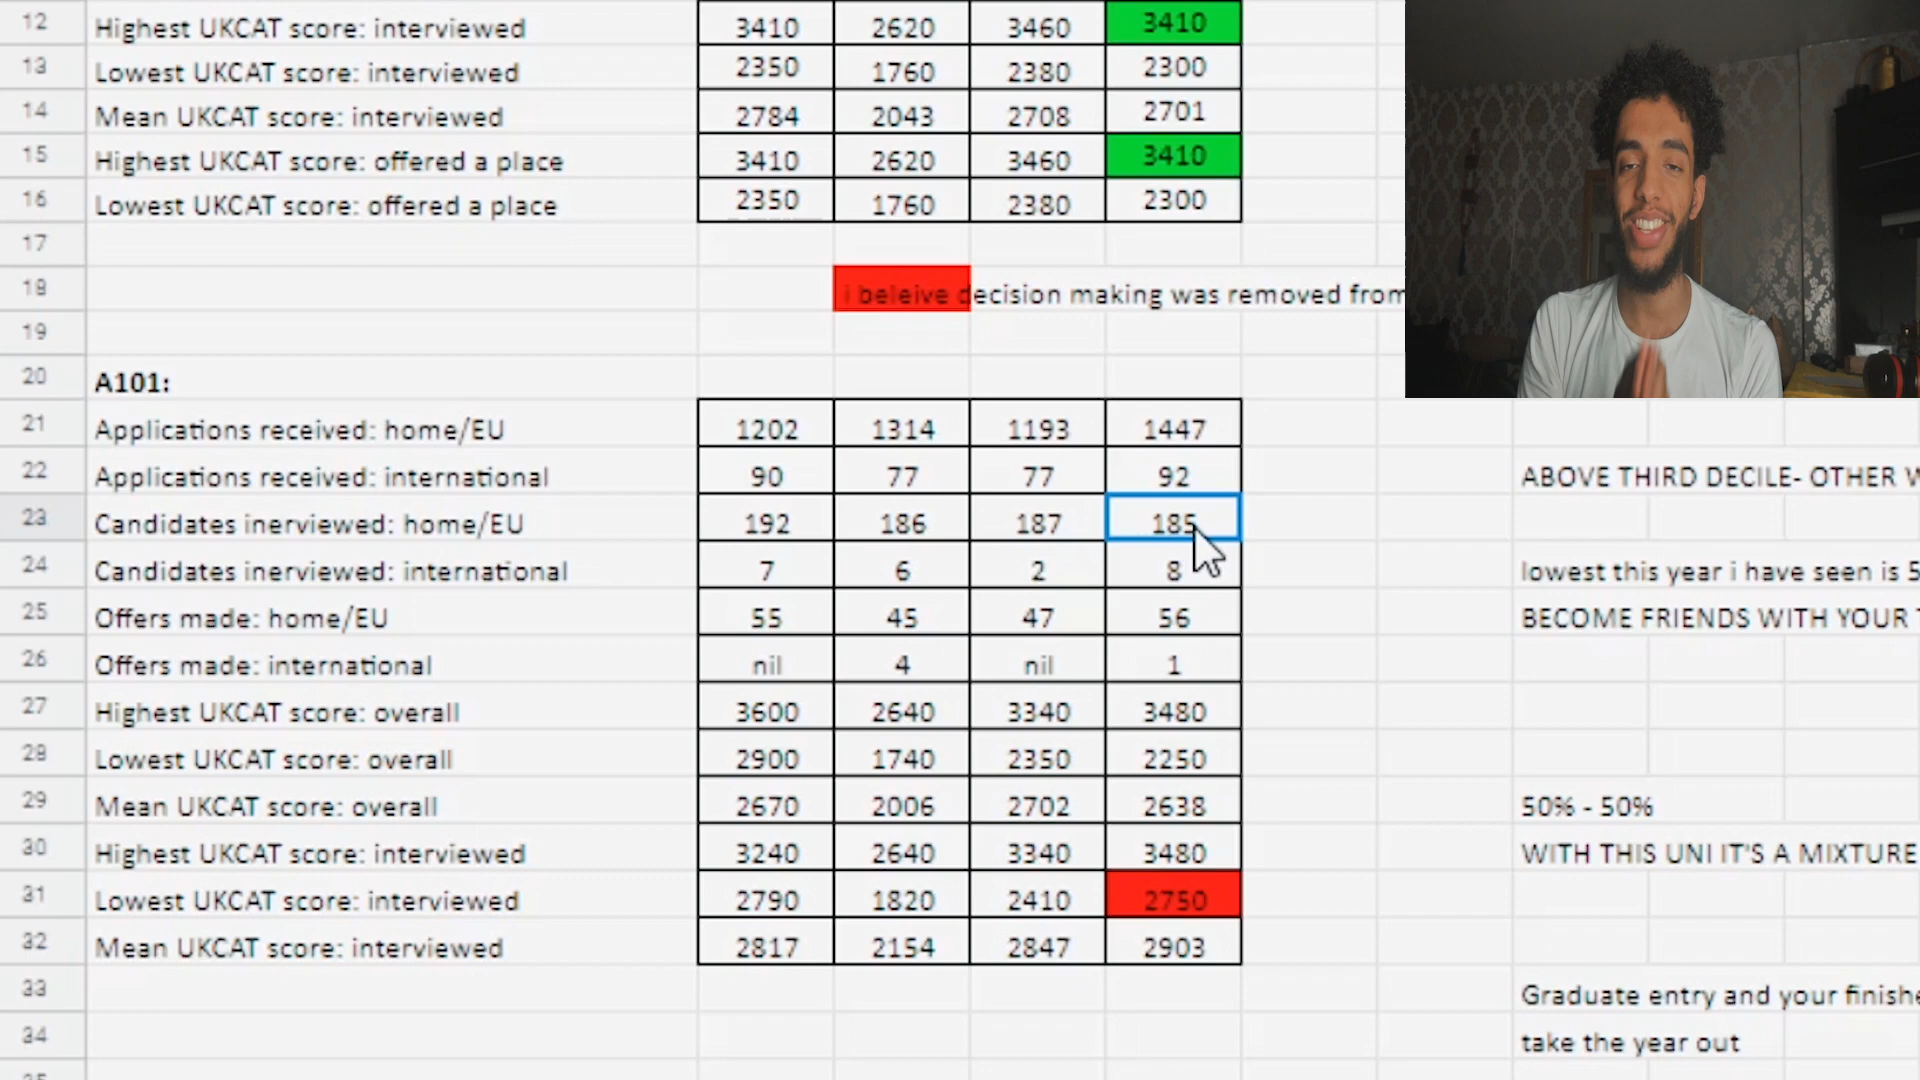 12 Highest UKCAT score: interviewed 3410 2620 3460 3410
13 Lowest UKCAT score: interviewed 2350 1760 2380 2300
14 Mean UKCAT score: interviewed 2784 2043 2708 2701
15 Highest UKCAT score: offered a place 3410 2620 3460 3410
16 Lowest UKCAT score: offered a place 2350 1760 2380 2300
17
18 i beleive decision making was removed from
19
20 A101:
21 Applications received: home/EU 1202 1314 1193 1447
22 Applications received: international 90 77 77 92 ABOVE THIRD DECILE- OTHER W
23 Candidates inerviewed: home/EU 192 186 187 185
24 Candidates inerviewed: international 7 6 2 8 lowest this year i have seen is 5
25 Offers made: home/EU 55 45 47 56 BECOME FRIENDS WITH YOUR
26 Offers made: international nil 4 nil 1
27 Highest UKCAT score: overall 3600 2640 3340 3480
28 Lowest UKCAT score: overall 2900 1740 2350 2250
29 Mean UKCAT score: overall 2670 2006 2702 2638 50% - 50%
30 Highest UKCAT score: interviewed 3240 2640 3340 3480 WITH THIS UNI IT'S A MIXTURE
31 Lowest UKCAT score: interviewed 2790 1820 2410 2750
32 Mean UKCAT score: interviewed 2817 2154 2847 2903
33 Graduate entry and your finishe
34 take the year out